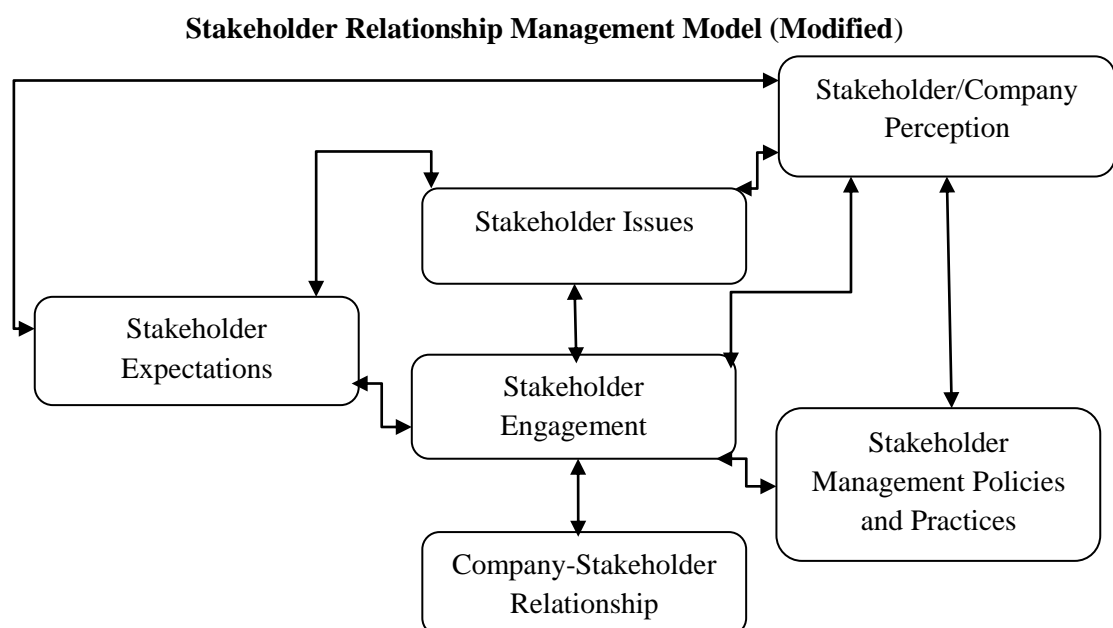 Stakeholder Relationship Management Model (Modified)
Stakeholder/Company
Perception
Stakeholder Issues
Stakeholder
Expectations
Stakeholder
Engagement
Stakeholder
Management Policies
and Practices
Company-Stakeholder
Relationship